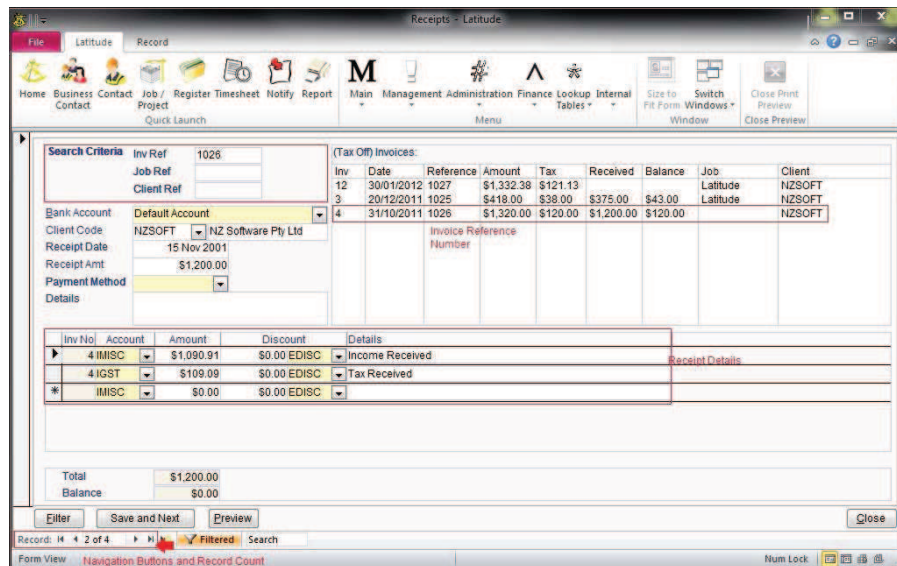 Receipts - Latitude
File Latitude Record
Home Business Contact Contact Job / Project Register Timesheet Notify Report Main Management Administration Finance Lookup Tables Internal Size to Fit Form Switch Windows Close Print Preview
Quick Launch Menu Window Close Preview
Search Criteria Inv Ref 1026
Job Ref
Client Ref
Bank Account Default Account
Client Code NZSOFT NZ Software Pty Ltd
Receipt Date 15 Nov 2001
Receipt Amt $1,200.00
Payment Method
Details
(Tax Off) Invoices:
Inv Date Reference Amount Tax Received Balance Job Client
12 30/01/2012 1027 $1,332.38 $121.13 Latitude NZSOFT
3 20/12/2011 1025 $418.00 $38.00 $375.00 $43.00 Latitude NZSOFT
4 31/10/2011 1026 $1,320.00 $120.00 $1,200.00 $120.00 NZSOFT
Invoice Reference
Number
Inv No Account Amount Discount Details
4 IMISC $1,090.91 $0.00 EDISC Income Received
4 IGST $109.09 $0.00 EDISC Tax Received
IMISC $0.00 $0.00 EDISC
Receipt Details
Total $1,200.00
Balance $0.00
Filter Save and Next Preview Close
Record: 2 of 4 Filtered Search
Form View Navigation Buttons and Record Count Num Lock